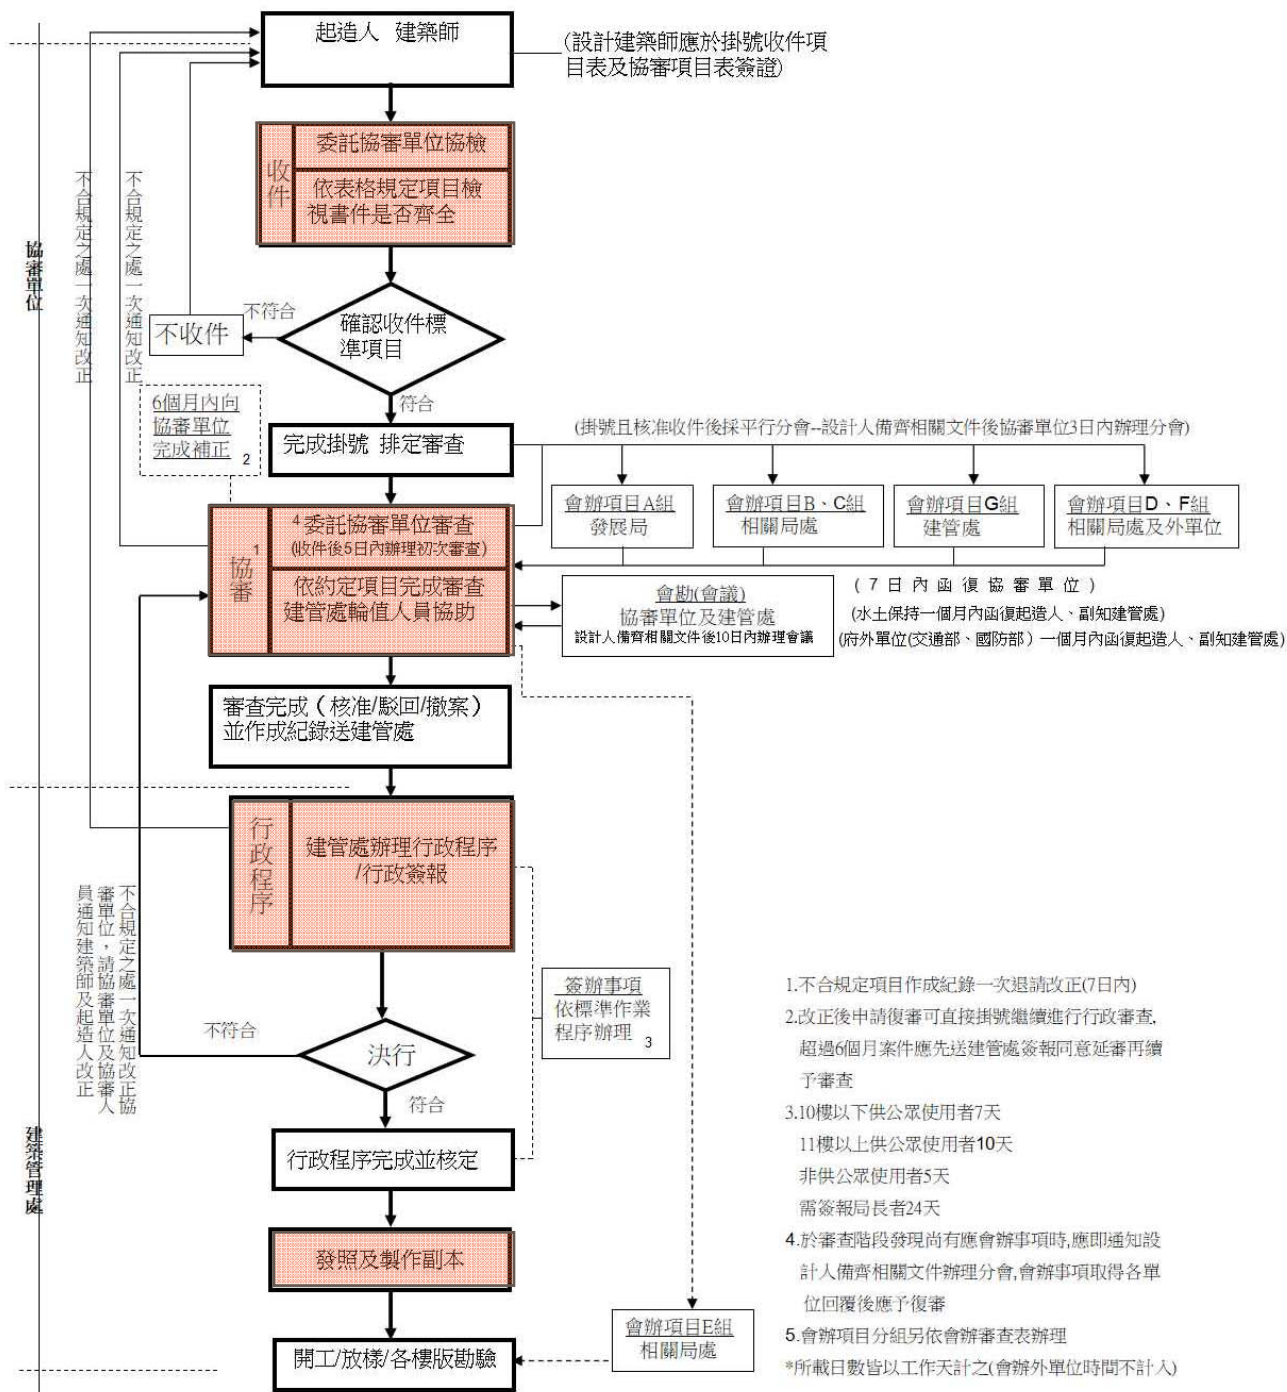 起造人 建築師
(設計建築師應於掛號收件項
目表及協審項目表簽證)
收件
委託協審單位協檢
依表格規定項目檢
視書件是否齊全
不合規定之處一次通知改正
不合規定之處一次通知改正
協審單位
不收件
不符合
確認收件標
準項目
符合
6個月內向
協審單位
完成補正
2
完成掛號 排定審查
(掛號且核准收件後採平行分會--設計人備齊相關文件後協審單位3日內辦理分會)
會辦項目A組
發展局
會辦項目B、C組
相關局處
會辦項目G組
建管處
會辦項目D、F組
相關局處及外單位
1
協審
4 委託協審單位審查
(收件後5日內辦理初次審查)
依約定項目完成審查
建管處輪值人員協助
會勘(會議)
協審單位及建管處
設計人備齊相關文件後10日內辦理會議
(7日內函復協審單位)
(水土保持一個月內函復起造人、副知建管處)
(府外單位(交通部、國防部）一個月內函復起造人、副知建管處)
審查完成（核准/駁回/撤案）
並作成紀錄送建管處
行政程序
建管處辦理行政程序
/行政簽報
不合規定之處一次通知改正協
審單位，請協審單位及協審人
員通知建築師及起造人改正
簽辦事項
依標準作業
程序辦理
3
不符合
決行
符合
建築管理處
行政程序完成並核定
發照及製作副本
開工/放樣/各樓版勘驗
會辦項目E組
相關局處
1.不合規定項目作成紀錄一次退請改正(7日內)
2.改正後申請復審可直接掛號繼續進行行政審查,
超過6個月案件應先送建管處簽報同意延審再續
予審查
3.10樓以下供公眾使用者7天
11樓以上供公眾使用者10天
非供公眾使用者5天
需簽報局長者24天
4.於審查階段發現尚有應會辦事項時,應即通知設
計人備齊相關文件辦理分會,會辦事項取得各單
位回覆後應予復審
5.會辦項目分組另依會辦審查表辦理
*所載日數皆以工作天計之(會辦外單位時間不計入)